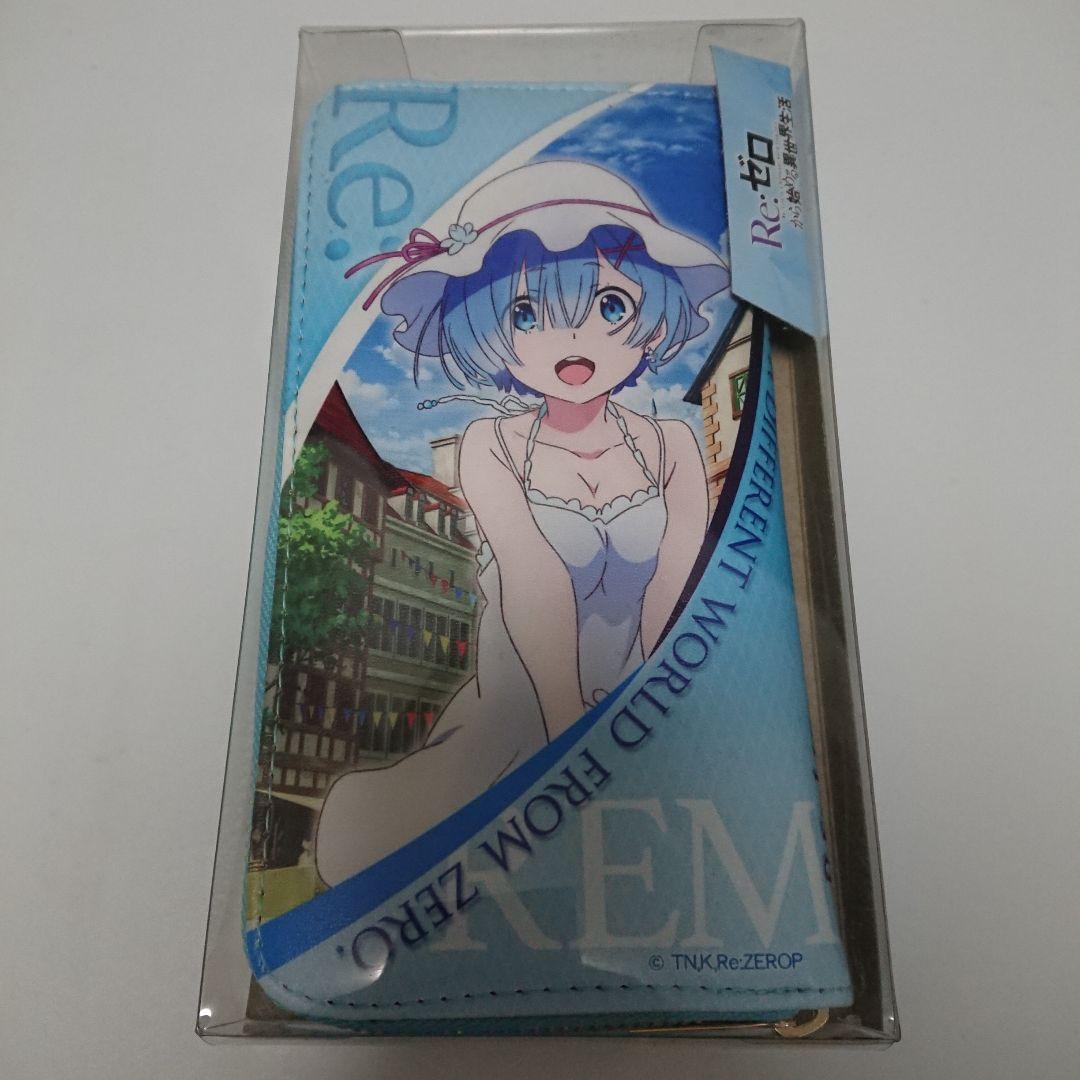 Re:
Re:ゼロ
から始める異世界生活
DIFFERENT WORLD FROM ZERO.
REM
© TN,K,Re:ZEROP